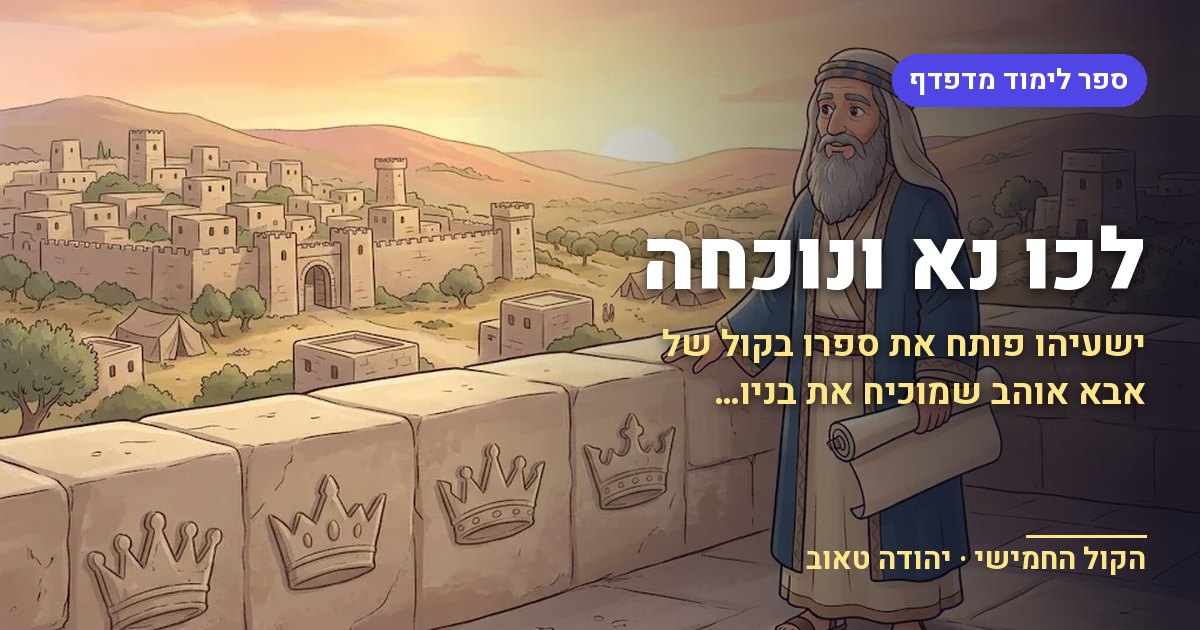 ספר לימוד מדפדף
לכו נא ונוכחה
ישעיהו פותח את ספרו בקול של
אבא אוהב שמוכיח את בניו...
הקול החמישי · יהודה טאוב